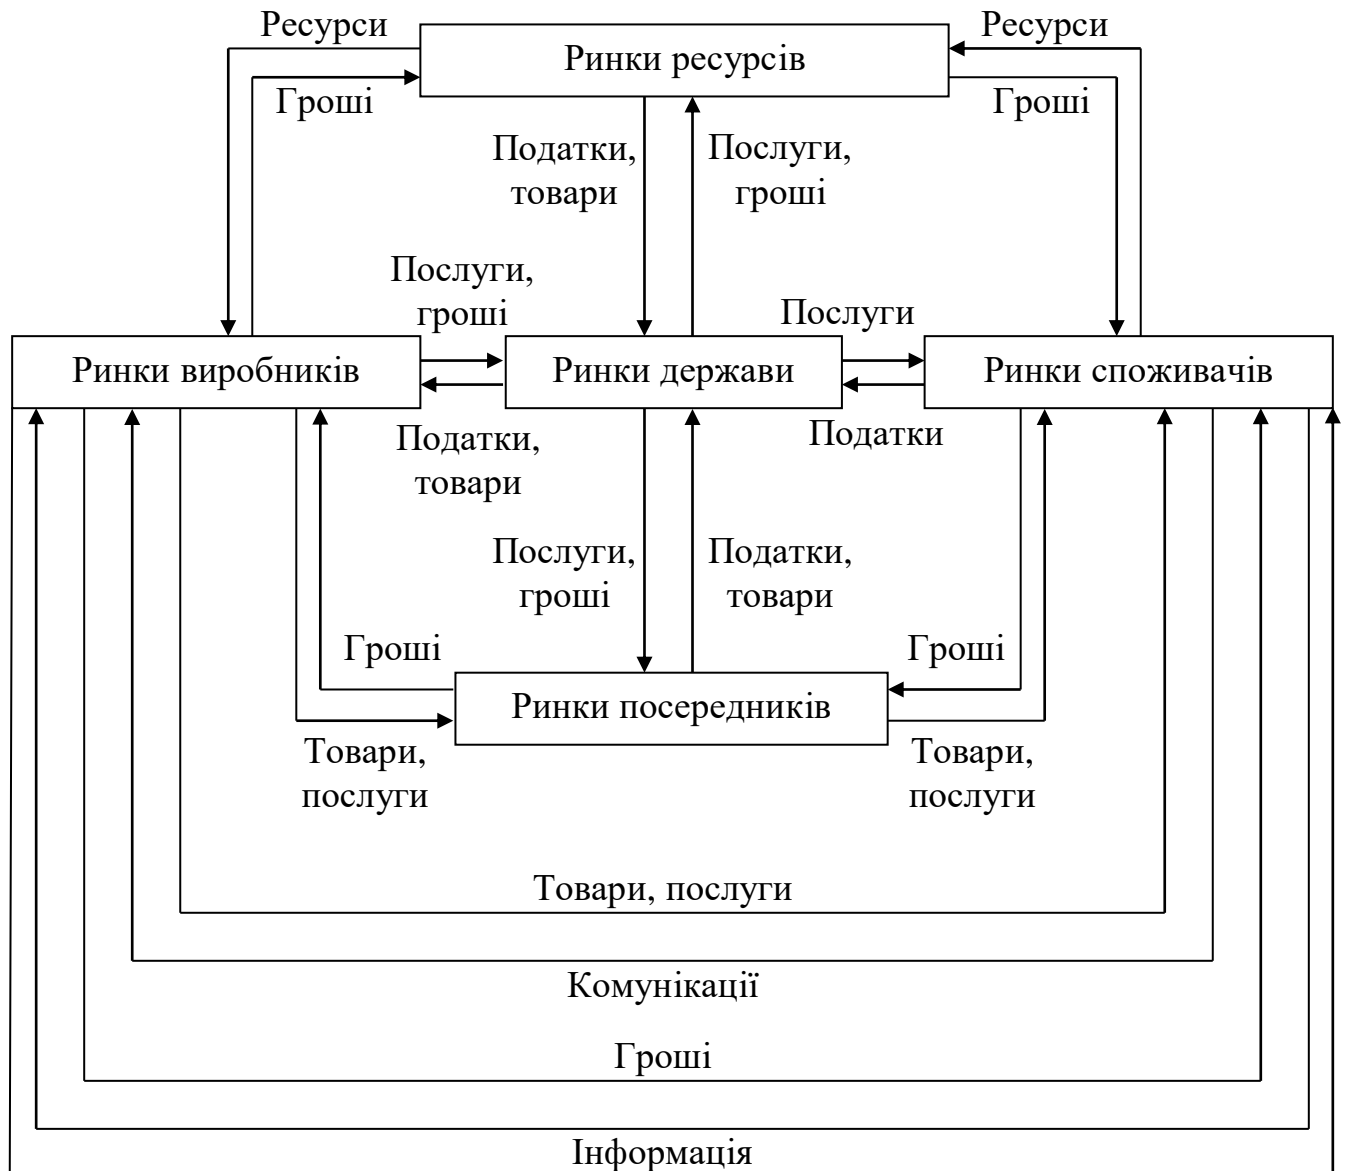 Ресурси
Ресурси
Ринки ресурсів
Гроші
Гроші
Податки,
товари
Послуги,
гроші
Послуги,
гроші
Послуги
Ринки виробників
Ринки держави
Ринки споживачів
Податки,
товари
Податки
Послуги,
гроші
Податки,
товари
Гроші
Гроші
Ринки посередників
Товари,
послуги
Товари,
послуги
Товари, послуги
Комунікації
Гроші
Інформація